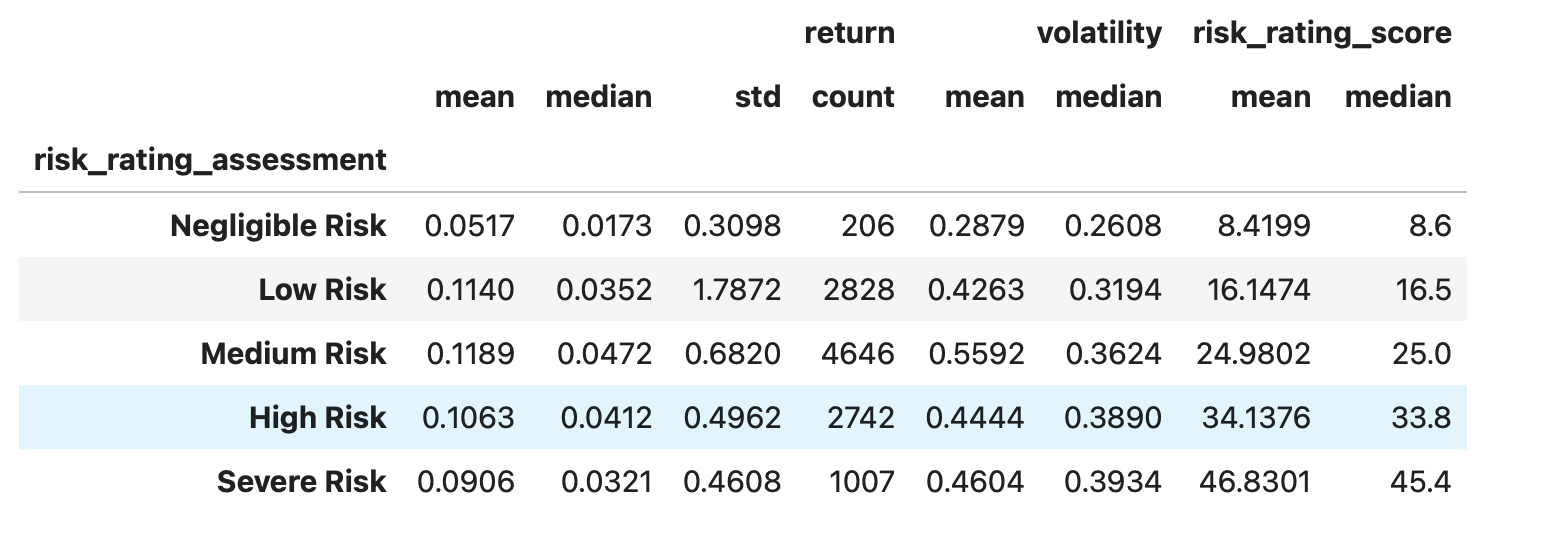 return volatility risk_rating_score
mean median std count mean median mean median
risk_rating_assessment
Negligible Risk 0.0517 0.0173 0.3098 206 0.2879 0.2608 8.4199 8.6
Low Risk 0.1140 0.0352 1.7872 2828 0.4263 0.3194 16.1474 16.5
Medium Risk 0.1189 0.0472 0.6820 4646 0.5592 0.3624 24.9802 25.0
High Risk 0.1063 0.0412 0.4962 2742 0.4444 0.3890 34.1376 33.8
Severe Risk 0.0906 0.0321 0.4608 1007 0.4604 0.3934 46.8301 45.4